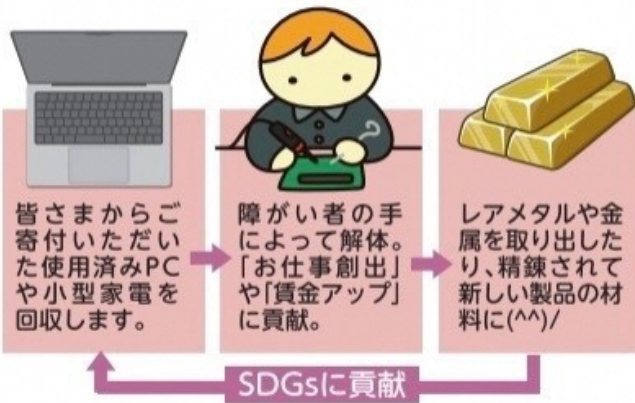 皆さまからご
寄付いただい
た使用済みPC
や小型家電を
回収します。
障がい者の手
によって解体。
「お仕事創出」
や「賃金アップ」
に貢献。
レアメタルや金
属を取り出した
り、精錬されて
新しい製品の材
料に(^^)/
SDGsに貢献